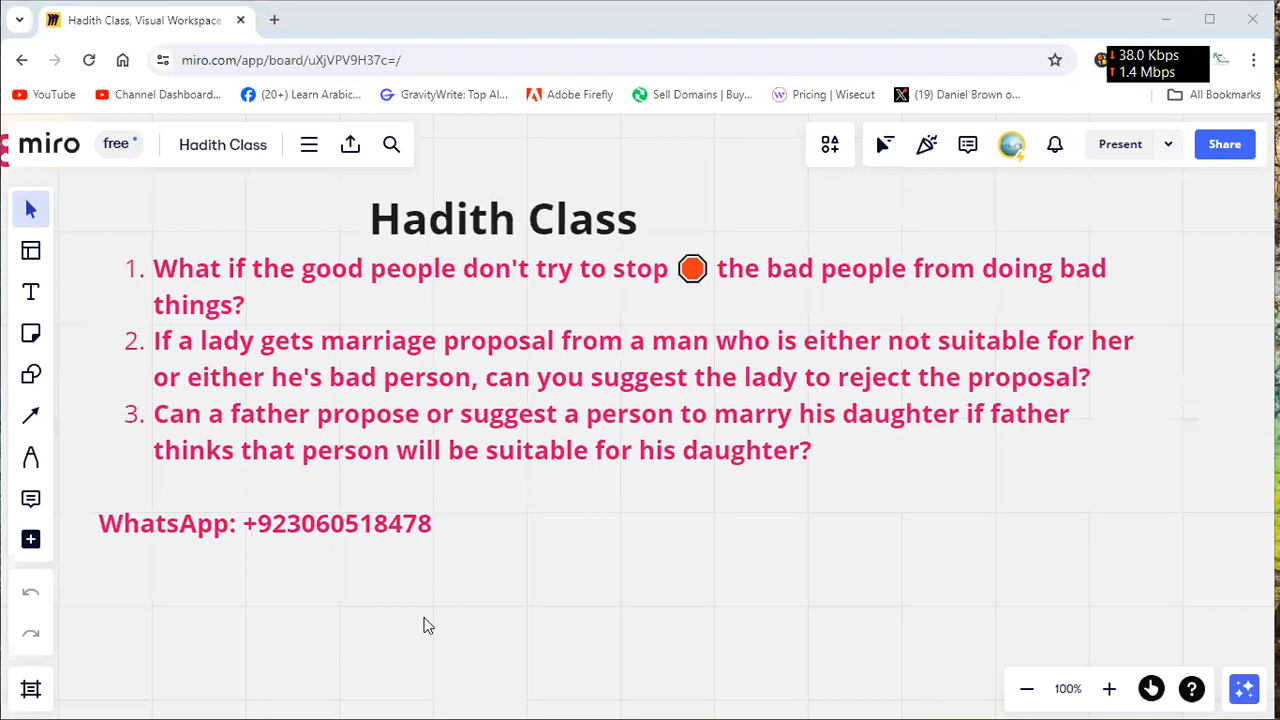 Hadith Class, Visual Workspace
miro.com/app/board/uXjVPV9H37c=/
38.0 Kbps
1.4 Mbps
YouTube
Channel Dashboard...
(20+) Learn Arabic...
GravityWrite: Top AI...
Adobe Firefly
Sell Domains | Buy...
Pricing | Wisecut
(19) Daniel Brown o...
All Bookmarks
miro
free
Hadith Class
Present
Share
Hadith Class
1. What if the good people don't try to stop 🛑 the bad people from doing bad
things?
2. If a lady gets marriage proposal from a man who is either not suitable for her
or either he's bad person, can you suggest the lady to reject the proposal?
3. Can a father propose or suggest a person to marry his daughter if father
thinks that person will be suitable for his daughter?
WhatsApp: +923060518478
100%